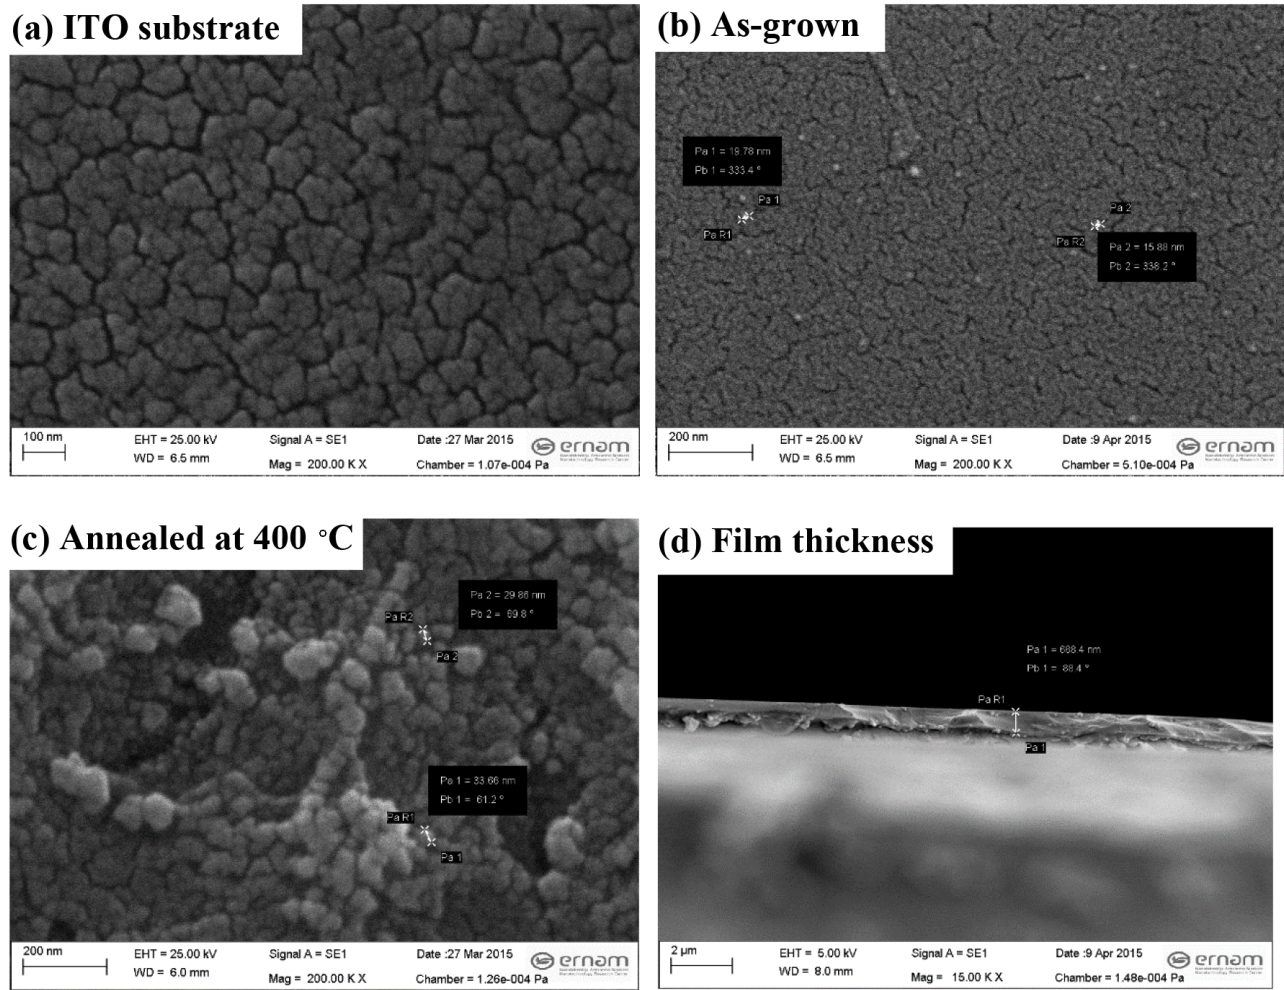 (a) ITO substrate
100 nm
EHT = 25.00 kV
WD = 6.5 mm
Signal A = SE1
Mag = 200.00 K X
Date :27 Mar 2015
Chamber = 1.07e-004 Pa
ernam
(b) As-grown
Pa 1 = 19.78 nm
Pb 1 = 333.4 °
Pa 1
Pa R1
Pa 2
Pa R2
Pa 2 = 15.88 nm
Pb 2 = 338.2 °
200 nm
EHT = 25.00 kV
WD = 6.5 mm
Signal A = SE1
Mag = 200.00 K X
Date :9 Apr 2015
Chamber = 5.10e-004 Pa
ernam
(c) Annealed at 400 °C
Pa 2 = 29.86 nm
Pb 2 = 69.8 °
Pa R2
Pa 2
Pa 1 = 33.66 nm
Pb 1 = 61.2 °
Pa R1
Pa 1
200 nm
EHT = 25.00 kV
WD = 6.0 mm
Signal A = SE1
Mag = 200.00 K X
Date :27 Mar 2015
Chamber = 1.26e-004 Pa
ernam
(d) Film thickness
Pa 1 = 688.4 nm
Pb 1 = 88.4 °
Pa R1
Pa 1
2 µm
EHT = 5.00 kV
WD = 8.0 mm
Signal A = SE1
Mag = 15.00 K X
Date :9 Apr 2015
Chamber = 1.48e-004 Pa
ernam